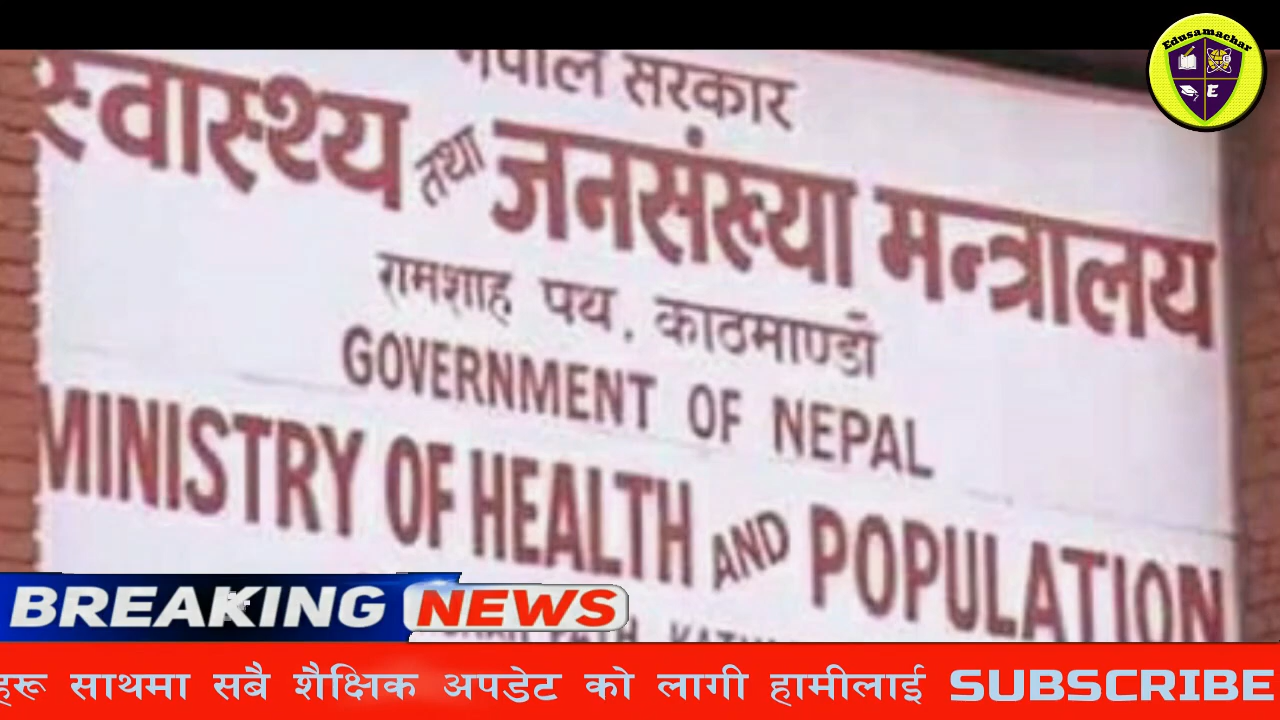 Edusamachar
E
नेपाल सरकार
स्वास्थ्य तथा जनसंख्या मन्त्रालय
रामशाह पथ, काठमाण्डौं
GOVERNMENT OF NEPAL
MINISTRY OF HEALTH AND POPULATION
BREAKING NEWS
हरू साथमा सबै शैक्षिक अपडेट को लागी हामीलाई SUBSCRIBE